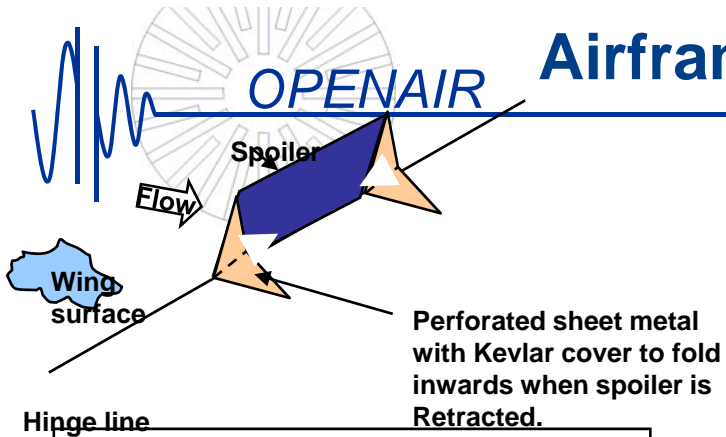 Airfran
OPENAIR
Spoiler
Flow
Wing
surface
Perforated sheet metal
with Kevlar cover to fold
inwards when spoiler is
Retracted.
Hinge line